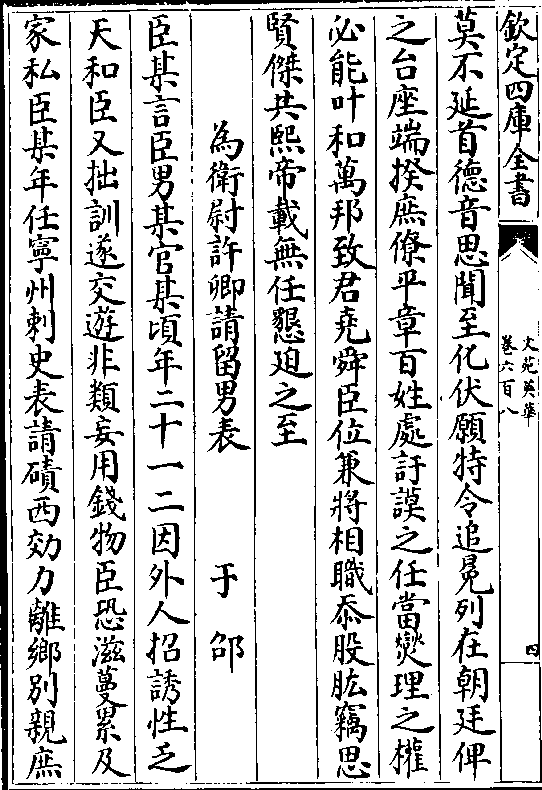 欽定四庫全書
文苑英華
卷六百八
四
莫不延首德音思聞至化伏願特令追冕列在朝廷俾
之台座端揆庶僚平章百姓處訏謨之任當爕理之權
必能叶和萬邦致君堯舜臣位兼將相職忝股肱竊思
賢傑共熙帝載無任懇迫之至
為衛尉許卿請留男表 于邵
臣某言臣男某官某頃年二十一二因外人招誘性乏
天和臣又拙訓遂交遊非類妄用錢物臣恐滋蔓累及
家私臣某年任寧州刺史表請磧西効力離鄉別親庶